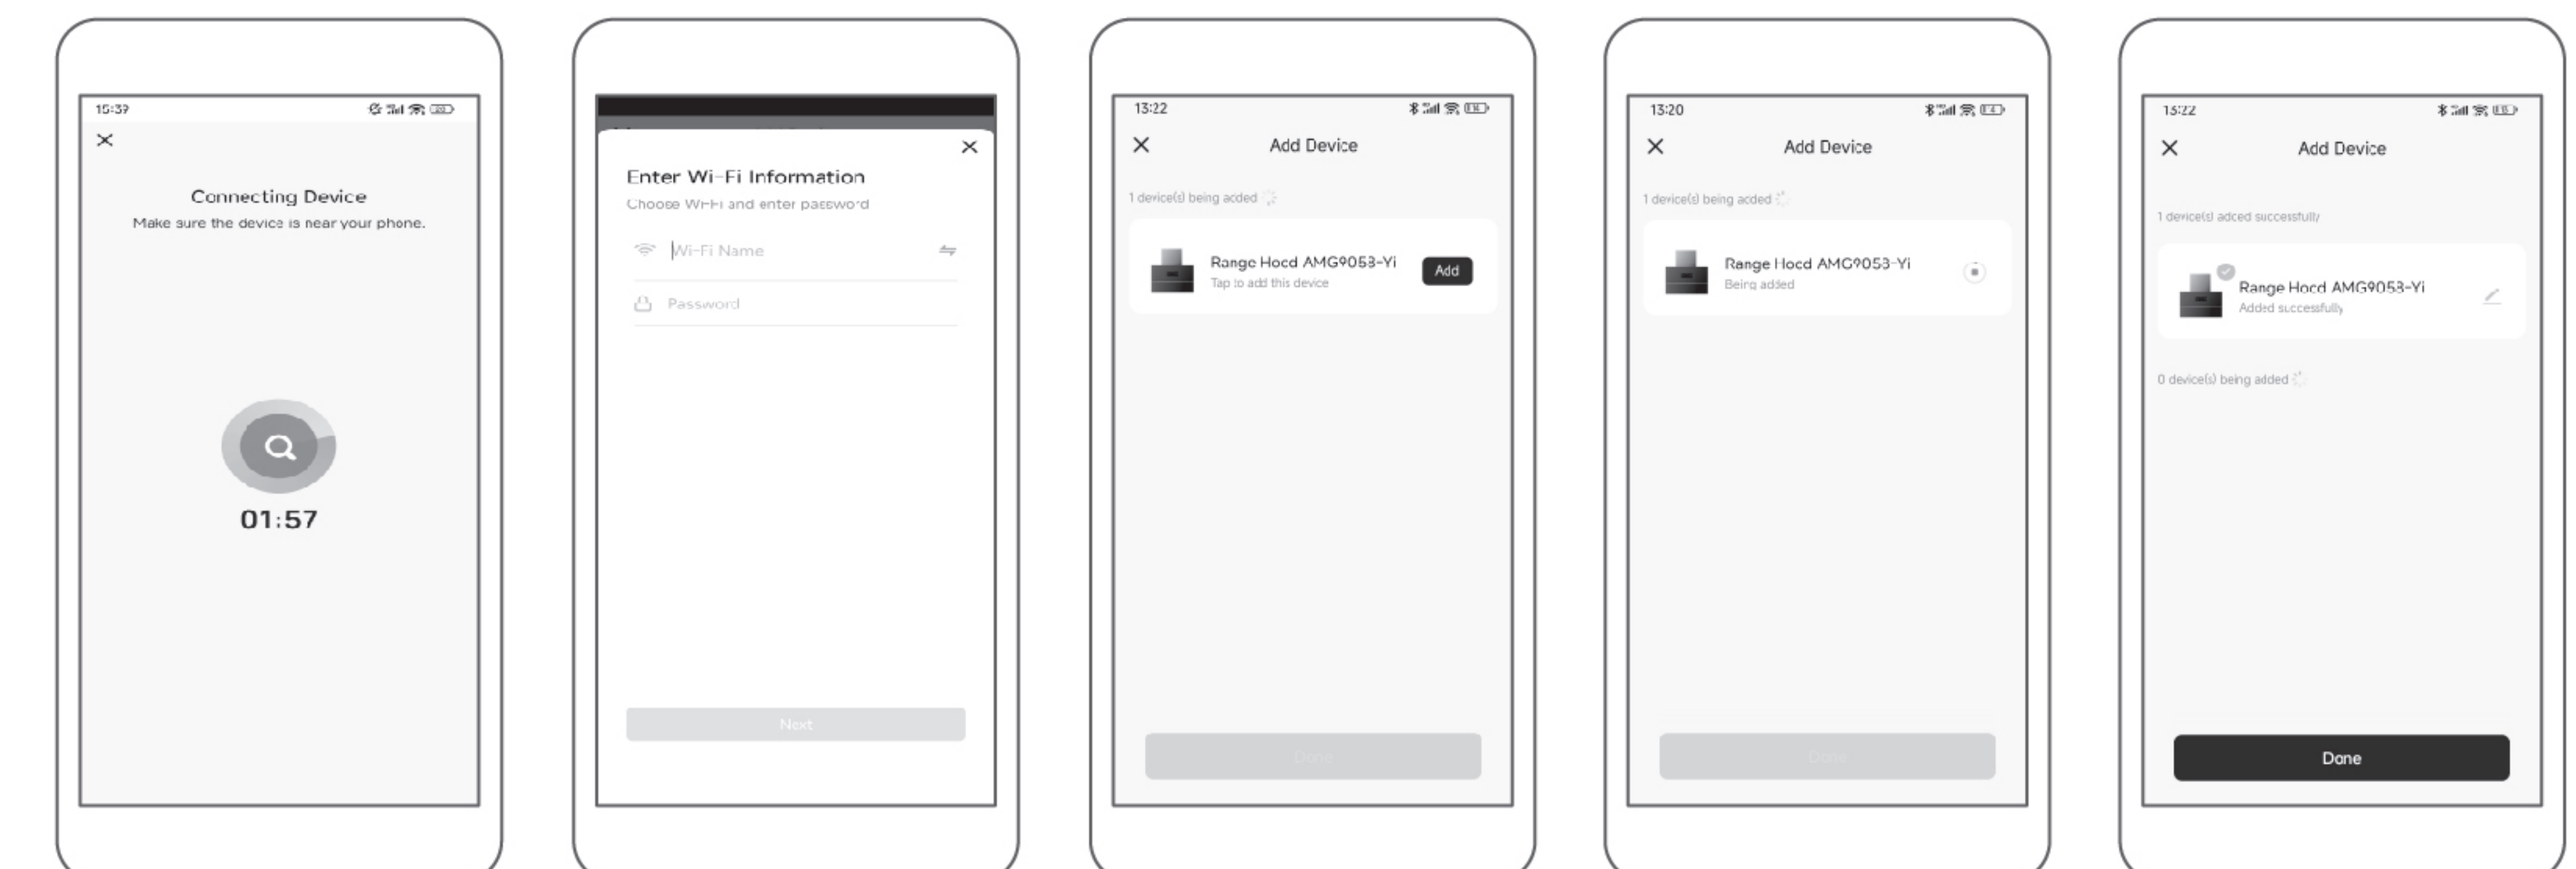 15:39
Connecting Device
Make sure the device is near your phone.
01:57
Enter Wi-Fi Information
Choose Wi-Fi and enter password
Wi-Fi Name
Password
Next
13:22
Add Device
1 device(s) being added
Range Hood AMG9053-Yi
Tap to add this device
Add
Done
13:20
Add Device
1 device(s) being added
Range Hood AMG9053-Yi
Being added
Done
13:22
Add Device
1 device(s) added successfully
Range Hood AMG9053-Yi
Added successfully
0 device(s) being added
Done